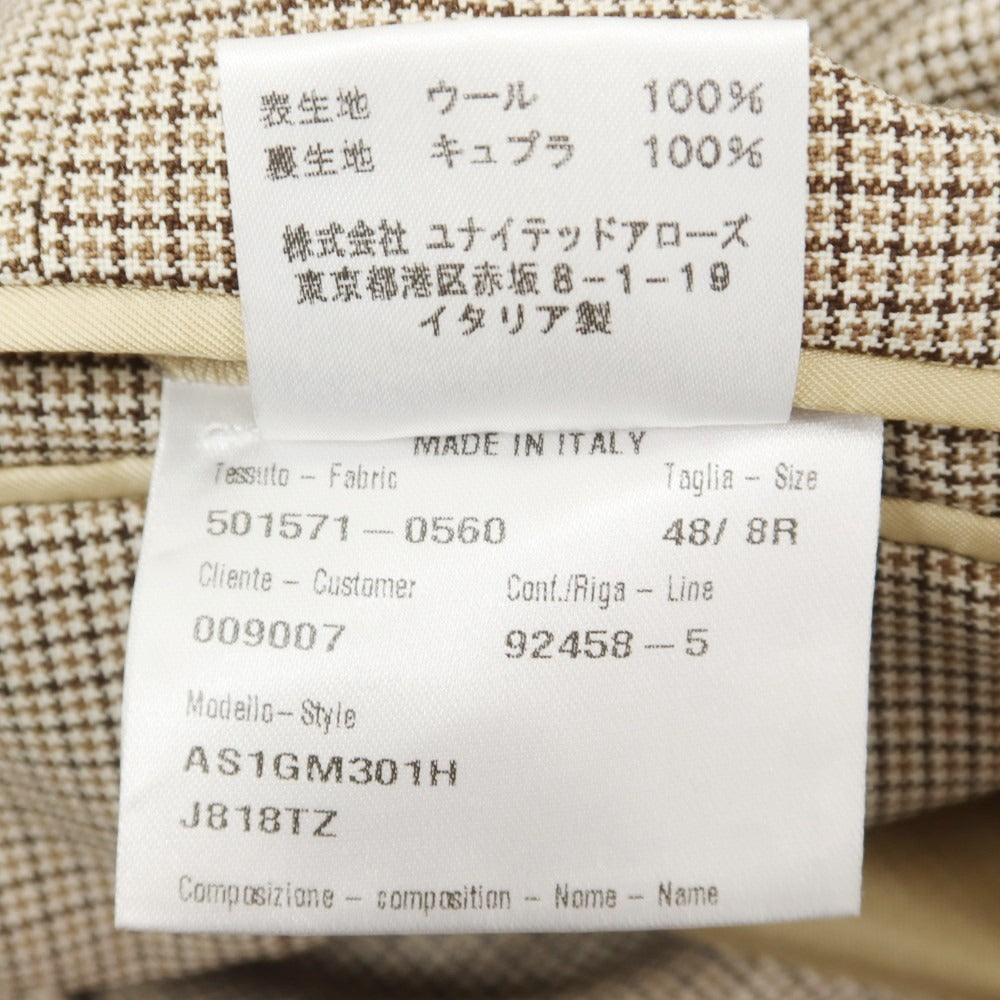 表生地 ウール 100%
裏生地 キュプラ 100%
株式会社 ユナイテッドアローズ
東京都港区赤坂8-1-19
イタリア製
MADE IN ITALY
Tessuto - Fabric Taglia - Size
501571-0560 48/ 8R
Cliente - Customer Conf./Riga - Line
009007 92458-5
Modello-Style
AS1GM301H
J818TZ
Composizione - composition - Nome - Name